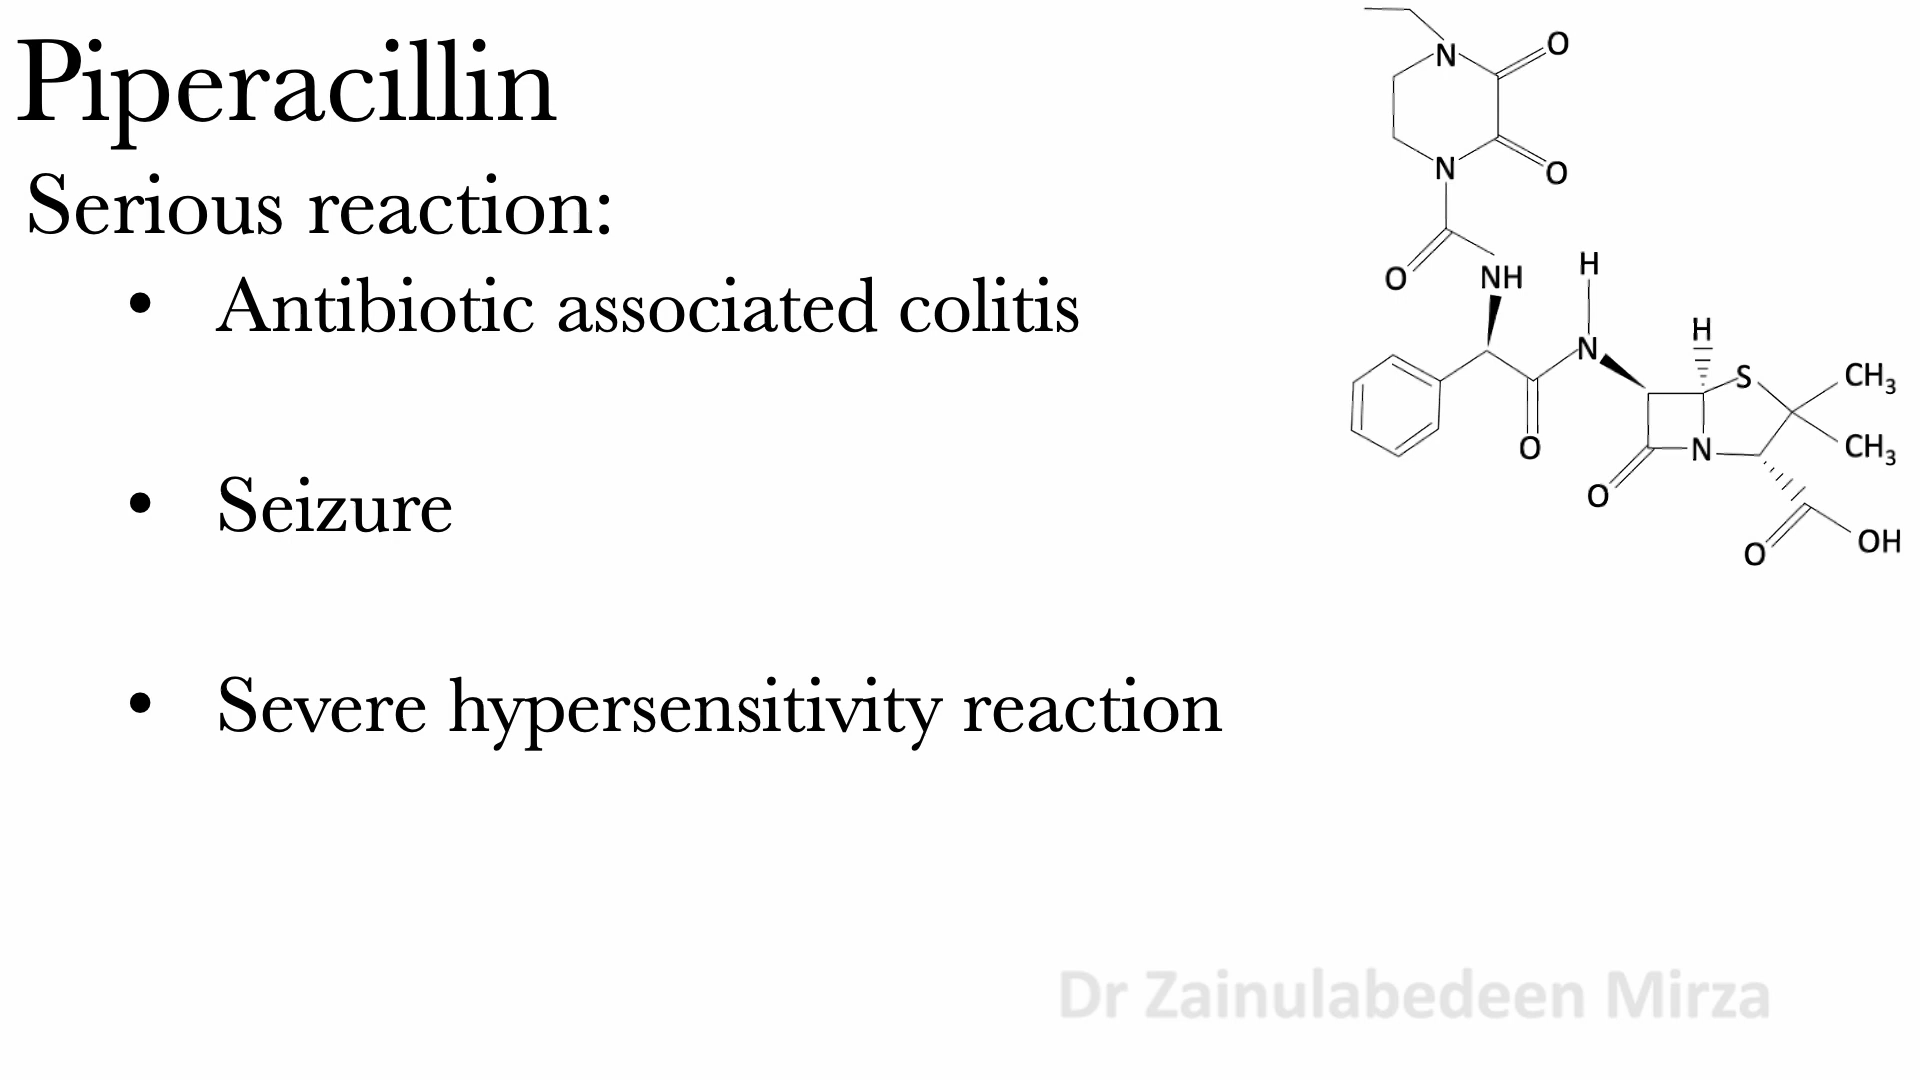 Piperacillin
Serious reaction:
• Antibiotic associated colitis
• Seizure
• Severe hypersensitivity reaction
N
O
N
O
O
NH
H
N
H
S
CH3
O
N
CH3
O
O
OH
Dr Zainulabedeen Mirza